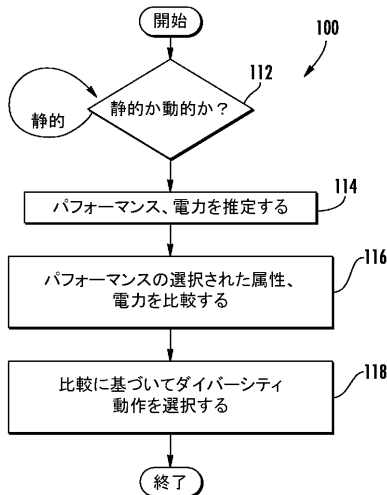 開始
100
静的か動的か？
112
静的
パフォーマンス、電力を推定する
114
パフォーマンスの選択された属性、
電力を比較する
116
比較に基づいてダイバーシティ
動作を選択する
118
終了